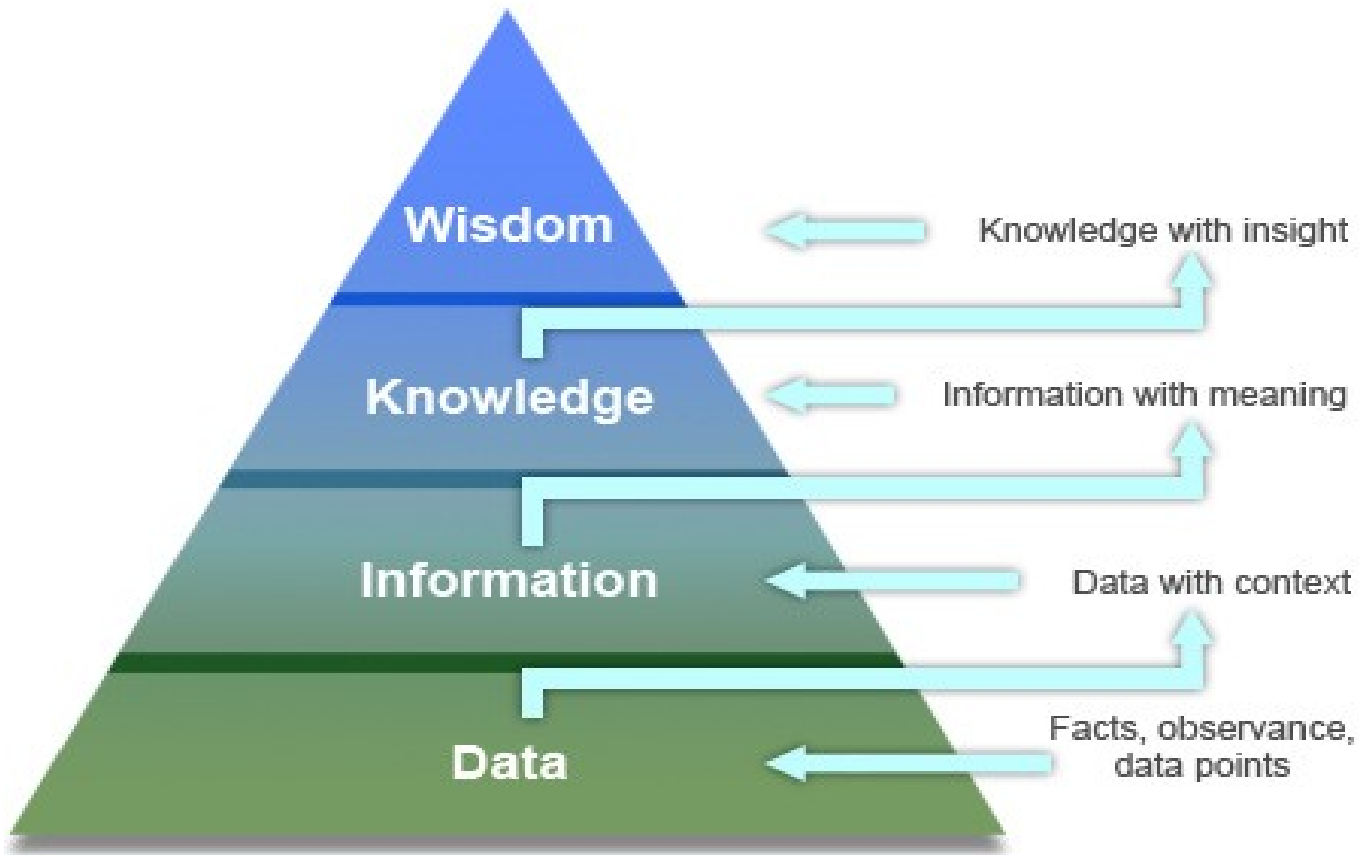 Wisdom
Knowledge with insight
Knowledge
Information with meaning
Information
Data with context
Data
Facts, observance,
data points